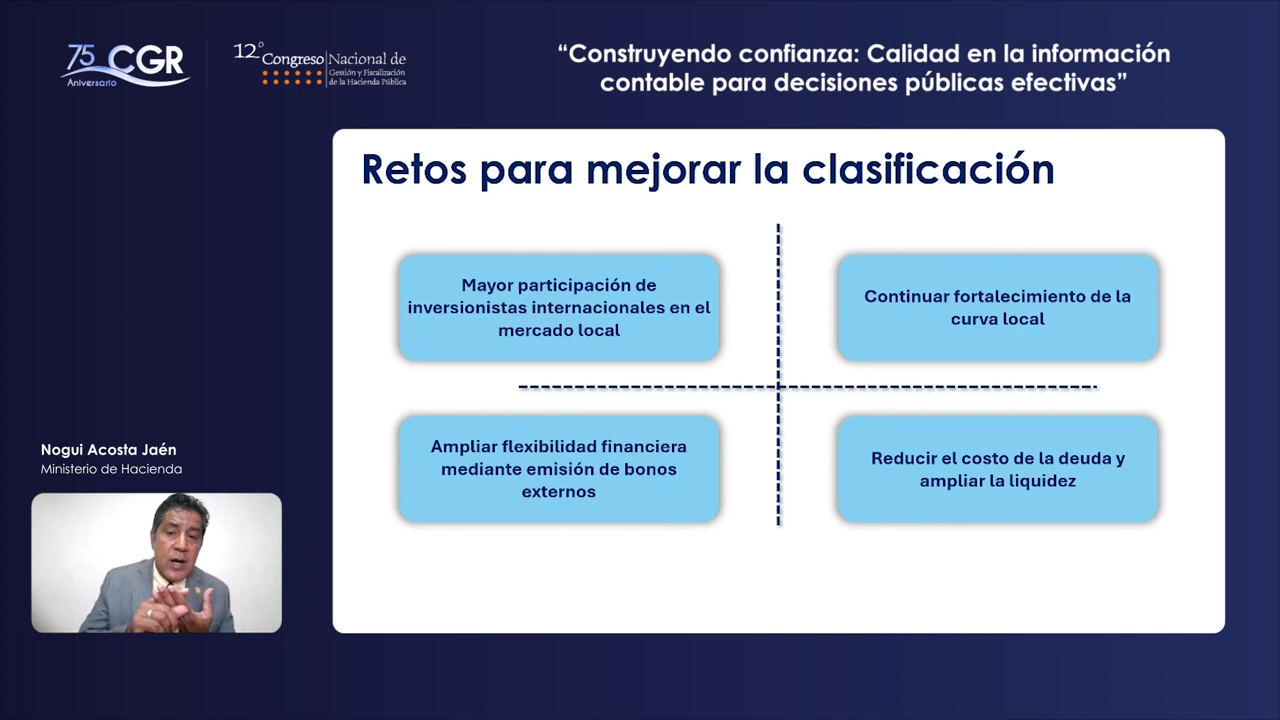 75 CGR
Aniversario
12° Congreso Nacional de
Gestión y Fiscalización
de la Hacienda Pública
“Construyendo confianza: Calidad en la información
contable para decisiones públicas efectivas”
Retos para mejorar la clasificación
Mayor participación de
inversionistas internacionales en el
mercado local
Continuar fortalecimiento de la
curva local
Ampliar flexibilidad financiera
mediante emisión de bonos
externos
Reducir el costo de la deuda y
ampliar la liquidez
Nogui Acosta Jaén
Ministerio de Hacienda